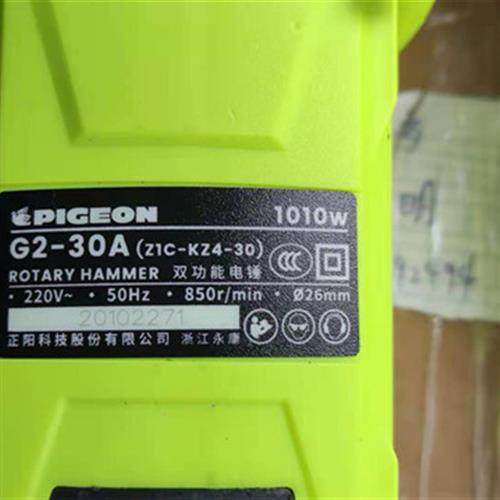 PIGEON 1010W
G2-30A (Z1C-KZ4-30)
ROTARY HAMMER 双功能电锤
· 220V~ · 50Hz · 850r/min · Ø26mm
20102271
正阳科技股份有限公司 浙江永康